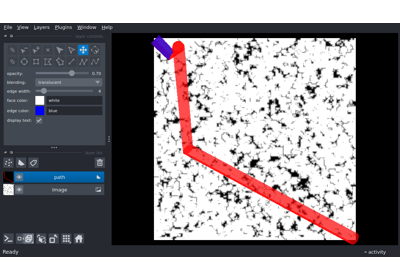 File View Layers Plugins Window Help
opacity: 0.70
blending: translucent
edge width:
face color: white
edge color: blue
display text:
path
image
Ready
activity